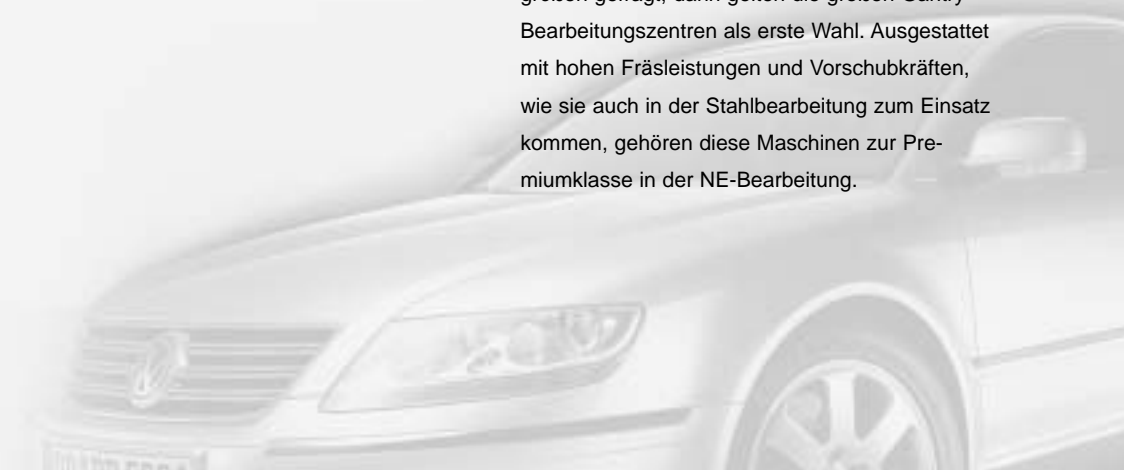 Bearbeitungszentren als erste Wahl. Ausgestattet
mit hohen Fräsleistungen und Vorschubkräften,
wie sie auch in der Stahlbearbeitung zum Einsatz
kommen, gehören diese Maschinen zur Pre-
miumklasse in der NE-Bearbeitung.